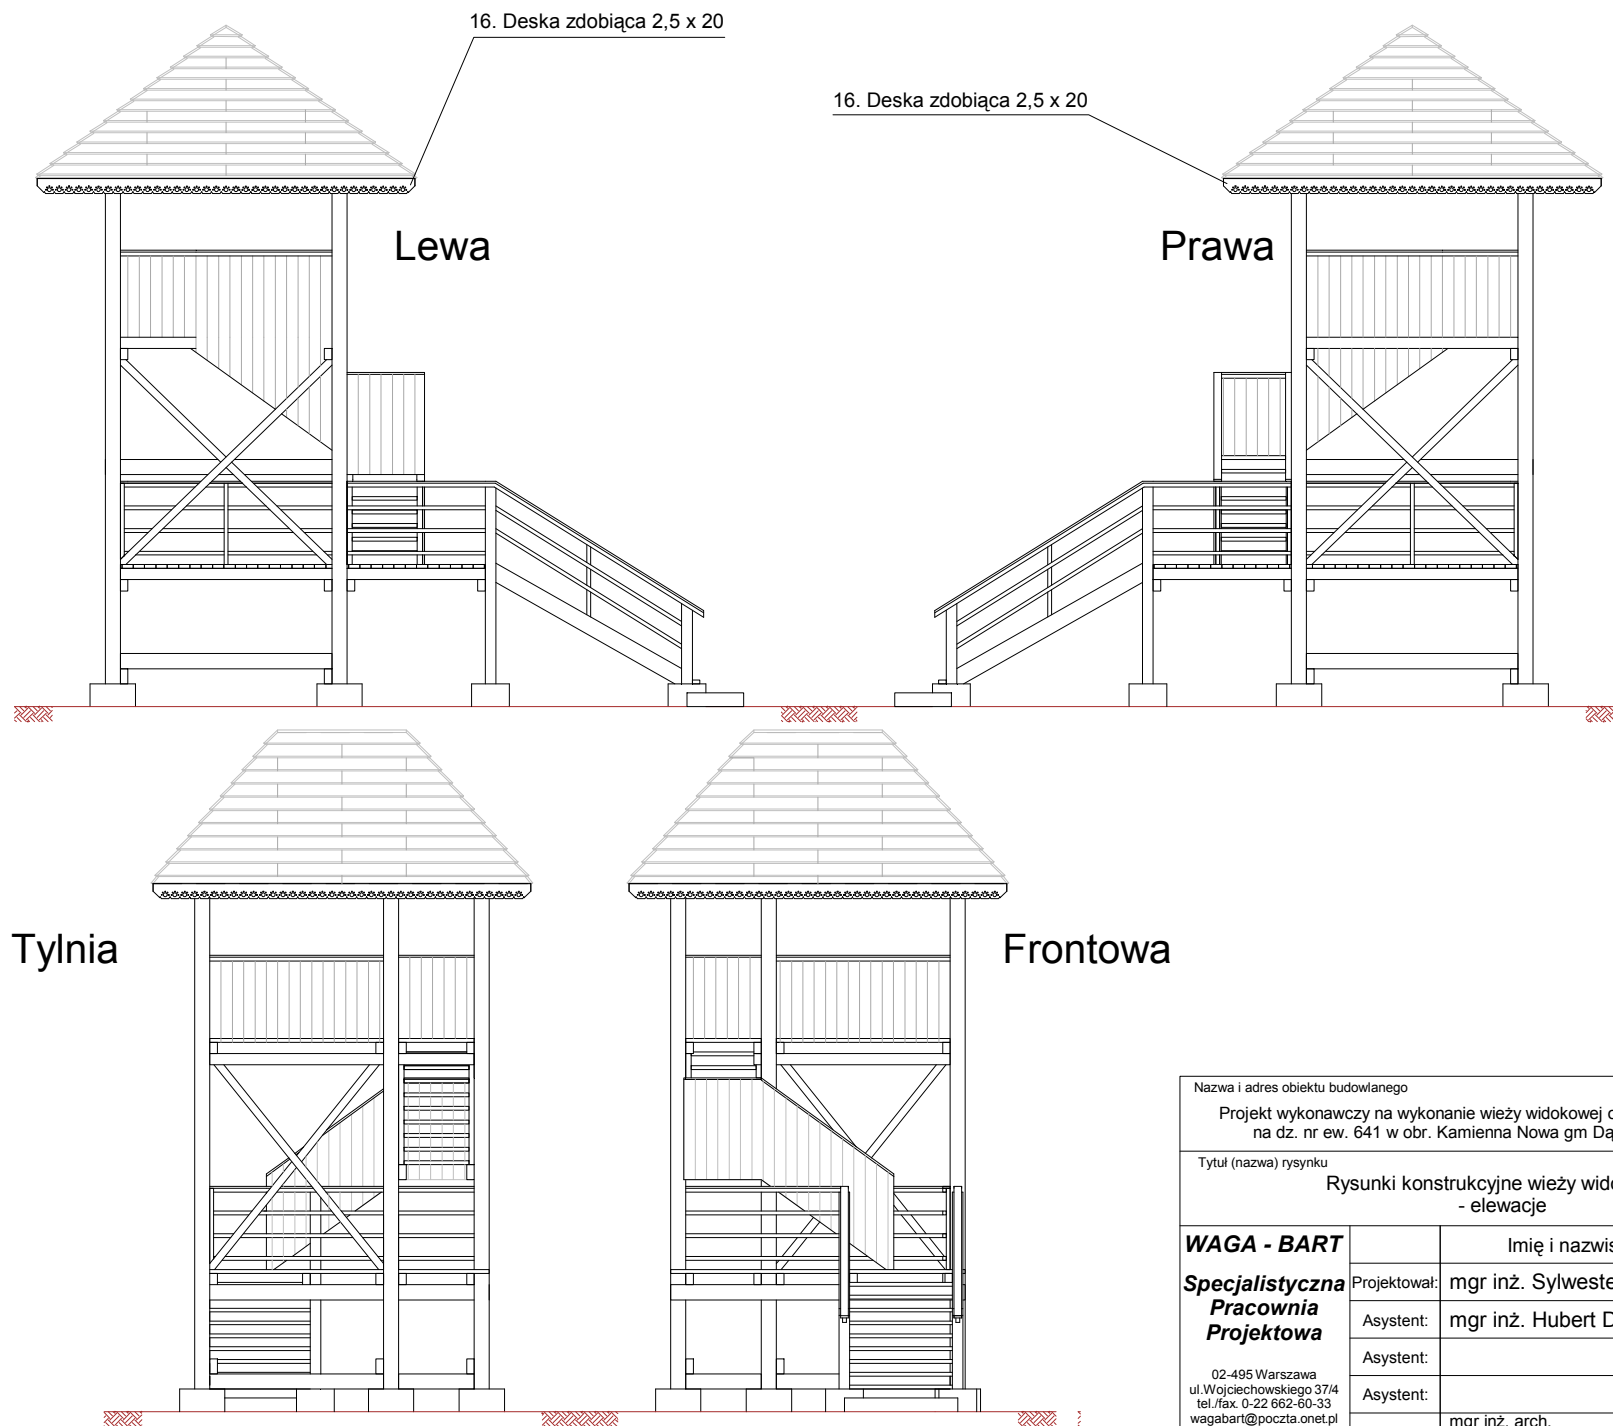 16. Deska zdobiąca 2,5 x 20
16. Deska zdobiąca 2,5 x 20
Lewa
Prawa
Tylnia
Frontowa
Nazwa i adres obiektu budowlanego
Projekt wykonawczy na wykonanie wieży widokowej
na dz. nr ew. 641 w obr. Kamienna Nowa gm
Tytuł (nazwa) rysynku
Rysunki konstrukcyjne wieży
- elewacje
WAGA - BART
Specjalistyczna
Pracownia
Projektowa
02-495 Warszawa
ul.Wojciechowskiego 37/4
tel./fax. 0-22 662-60-33
wagabart@poczta.onet.pl
Imię i
Projektował: mgr inż.
Asystent: mgr inż. Hubert
Asystent:
Asystent:
mgr inż. arch.